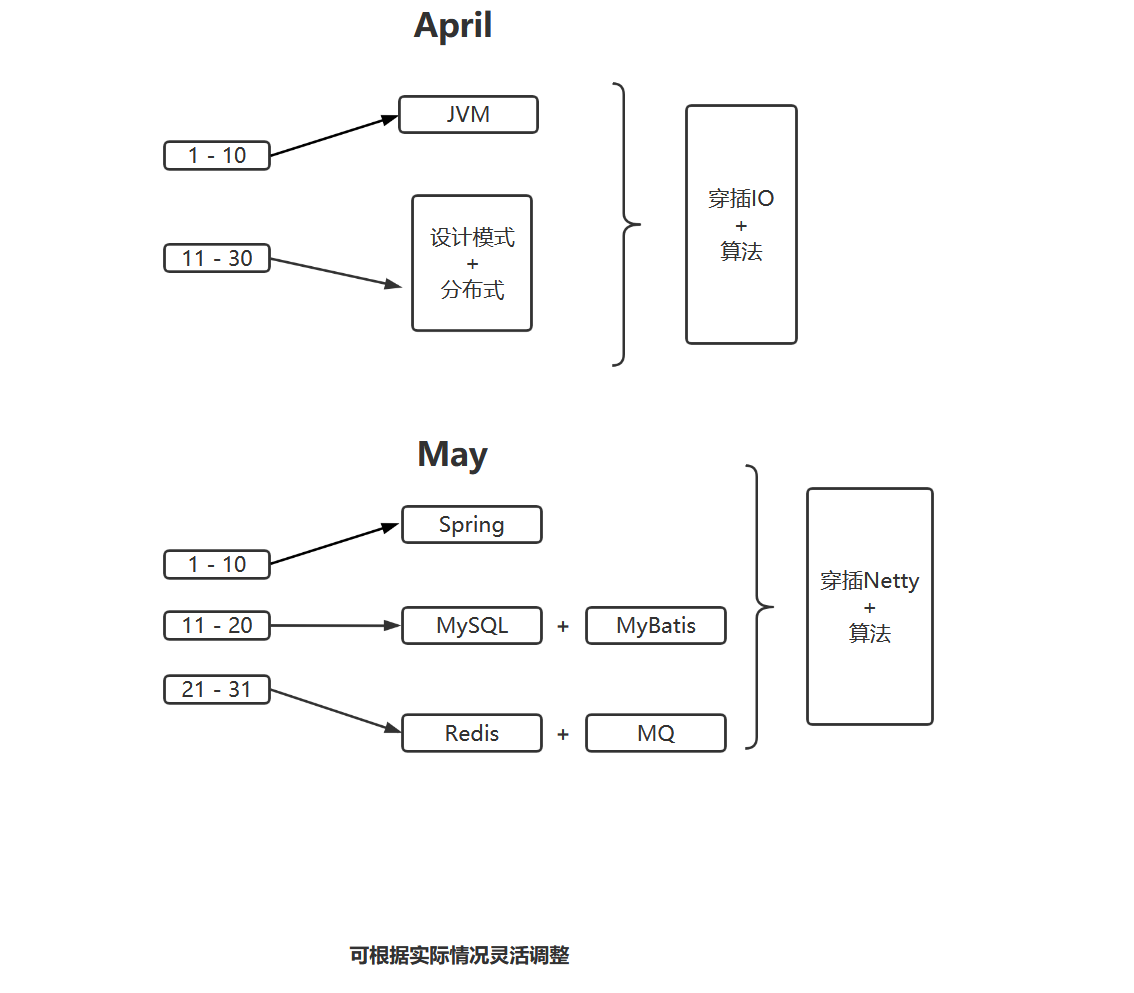 April
JVM
1 - 10
11 - 30
设计模式
+
分布式
穿插IO
+
算法
May
Spring
1 - 10
11 - 20
MySQL + MyBatis
21 - 31
Redis + MQ
穿插Netty
+
算法
可根据实际情况灵活调整